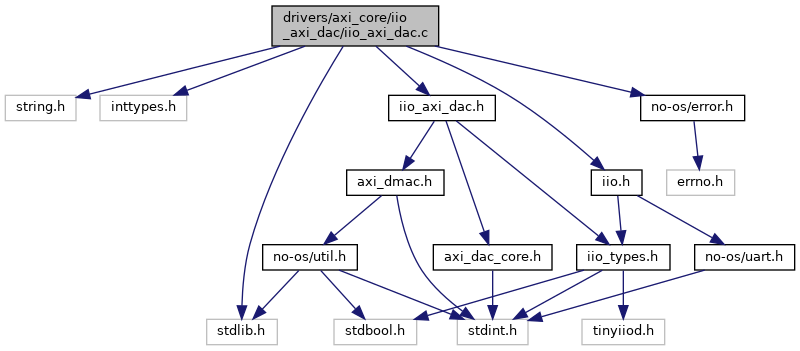 drivers/axi_core/iio
_axi_dac/iio_axi_dac.c
string.h
inttypes.h
iio_axi_dac.h
no-os/error.h
axi_dmac.h
iio.h
errno.h
no-os/util.h
axi_dac_core.h
iio_types.h
no-os/uart.h
stdlib.h
stdbool.h
stdint.h
tinyiiod.h